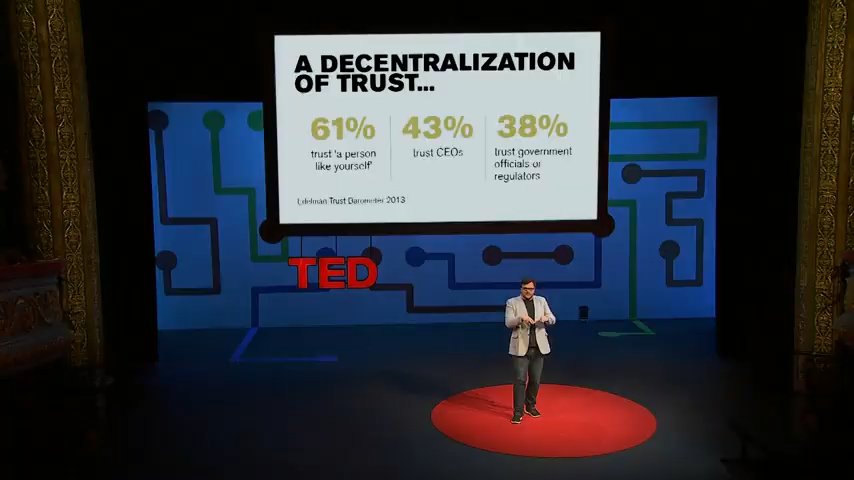 A DECENTRALIZATION
OF TRUST...
61%
trust 'a person
like yourself'
43%
trust CEOs
38%
trust government
officials or
regulators
Edelman Trust Barometer 2013
TED